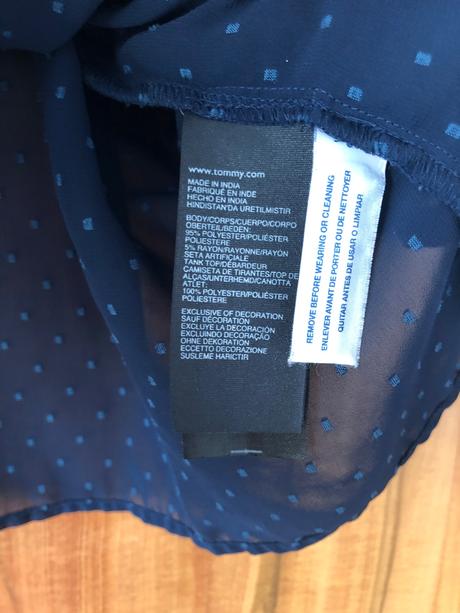 www.tommy.com
MADE IN INDIA
FABRIQUÉ EN INDE
HECHO EN INDIA
HINDISTAN'DA URETILMISTIR
BODY/CORPS/CUERPO/CORPO
OBERTEIL/BEDEN:
95% POLYESTER/POLIÉSTER
POLIESTERE
5% RAYON/RAYONNE/RAYÓN
SETA ARTIFICIALE
TANK TOP/DÉBARDEUR
CAMISETA DE TIRANTES/TOP DE
ALÇAS/UNTERHEMD/CANOTTA
ATLET:
100% POLYESTER/POLIÉSTER
POLIESTERE
EXCLUSIVE OF DECORATION
SAUF DÉCORATION
EXCLUYE LA DECORACIÓN
EXCLUINDO DECORAÇÃO
OHNE DEKORATION
ECCETTO DECORAZIONE
SUSLEME HARICTIR
REMOVE BEFORE WEARING OR CLEANING
ENLEVER AVANT DE PORTER OU DE NETTOYER
QUITAR ANTES DE USAR O LIMPIAR